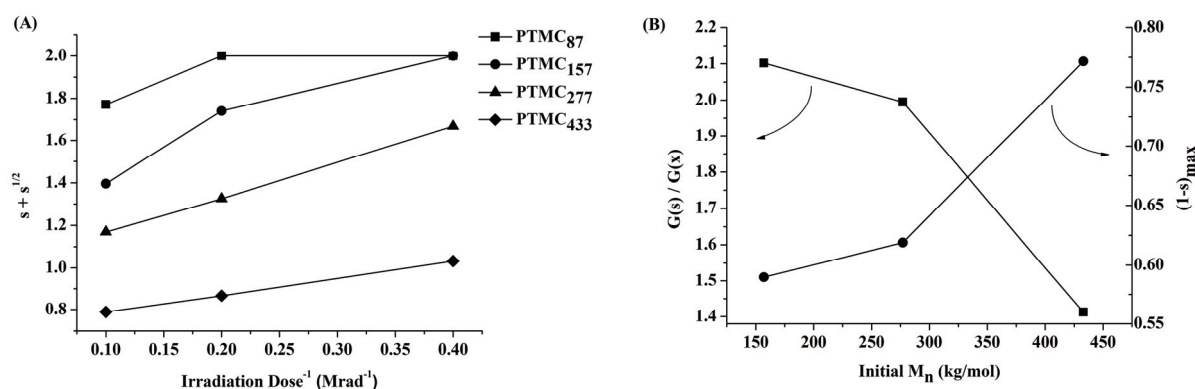 (A)
PTMC87
PTMC157
PTMC277
PTMC433
2.0
1.8
1.6
1.4
1.2
1.0
0.8
s + s1/2
0.10 0.15 0.20 0.25 0.30 0.35 0.40
Irradiation Dose-1 (Mrad-1)
(B)
2.2
2.1
2.0
1.9
1.8
1.7
1.6
1.5
1.4
G(s) / G(x)
0.80
0.75
0.70
0.65
0.60
0.55
(1-s)max
150 200 250 300 350 400 450
Initial Mn (kg/mol)